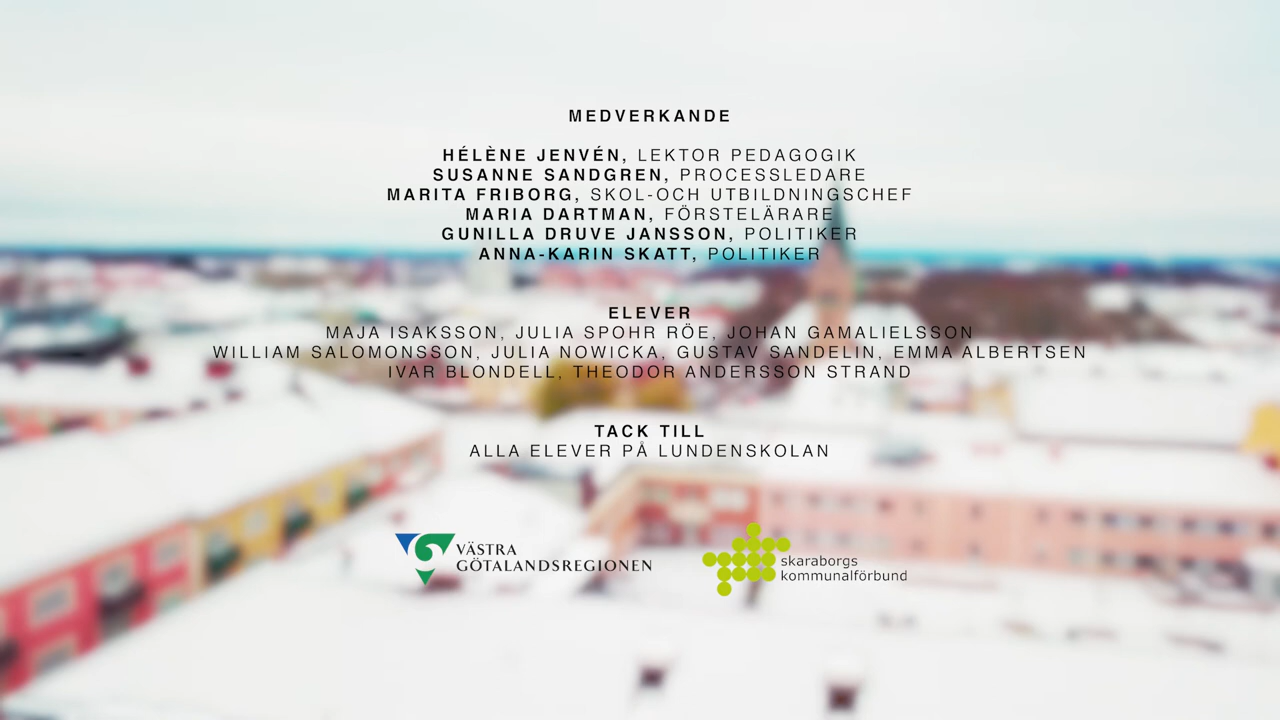 MEDVERKANDE
HÉLÈNE JENVÉN, LEKTOR PEDAGOGIK
SUSANNE SANDGREN, PROCESSLEDARE
MARITA FRIBORG, SKOL-OCH UTBILDNINGSCHEF
MARIA DARTMAN, FÖRSTELÄRARE
GUNILLA DRUVE JANSSON, POLITIKER
ANNA-KARIN SKATT, POLITIKER
ELEVER
MAJA ISAKSSON, JULIA SPOHR RÖE, JOHAN GAMALIELSSON
WILLIAM SALOMONSSON, JULIA NOWICKA, GUSTAV SANDELIN, EMMA ALBERTSEN
IVAR BLONDELL, THEODOR ANDERSSON STRAND
TACK TILL
ALLA ELEVER PÅ LUNDENSKOLAN
VÄSTRA
GÖTALANDSREGIONEN
skaraborgs
kommunalförbund